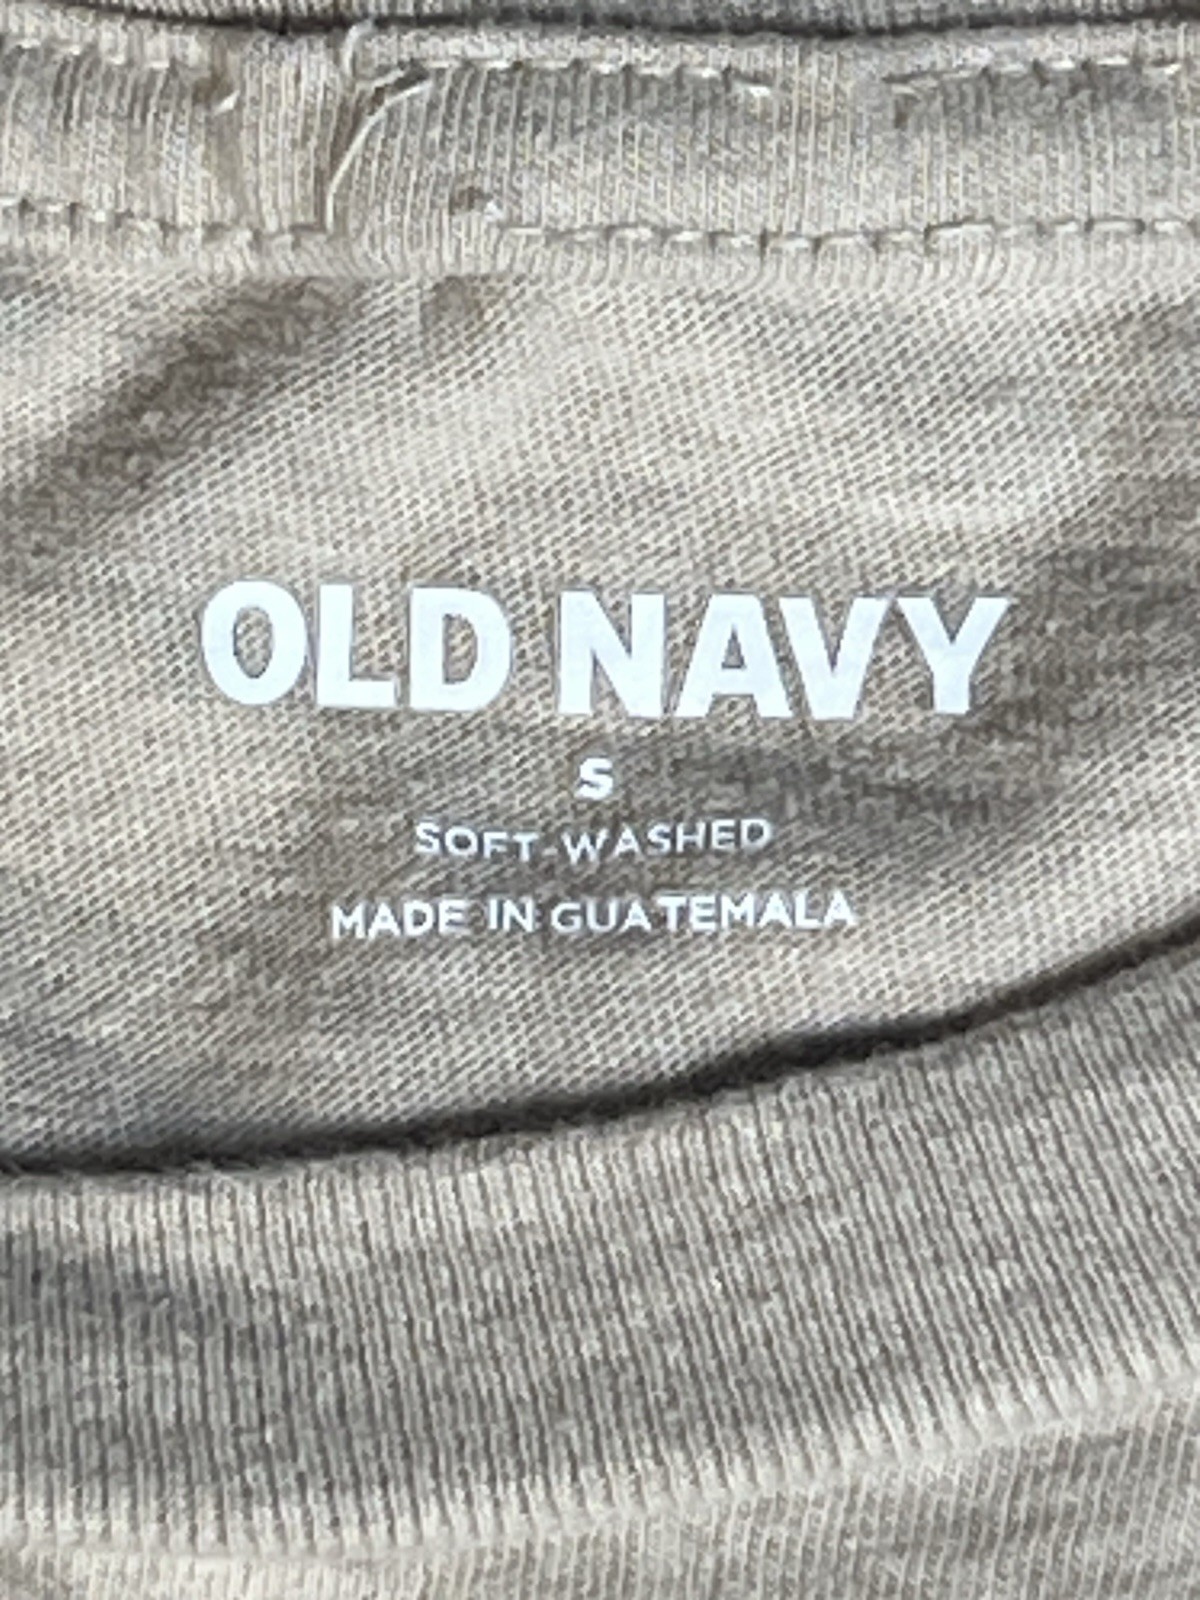 OLD NAVY
S
SOFT-WASHED
MADE IN GUATEMALA